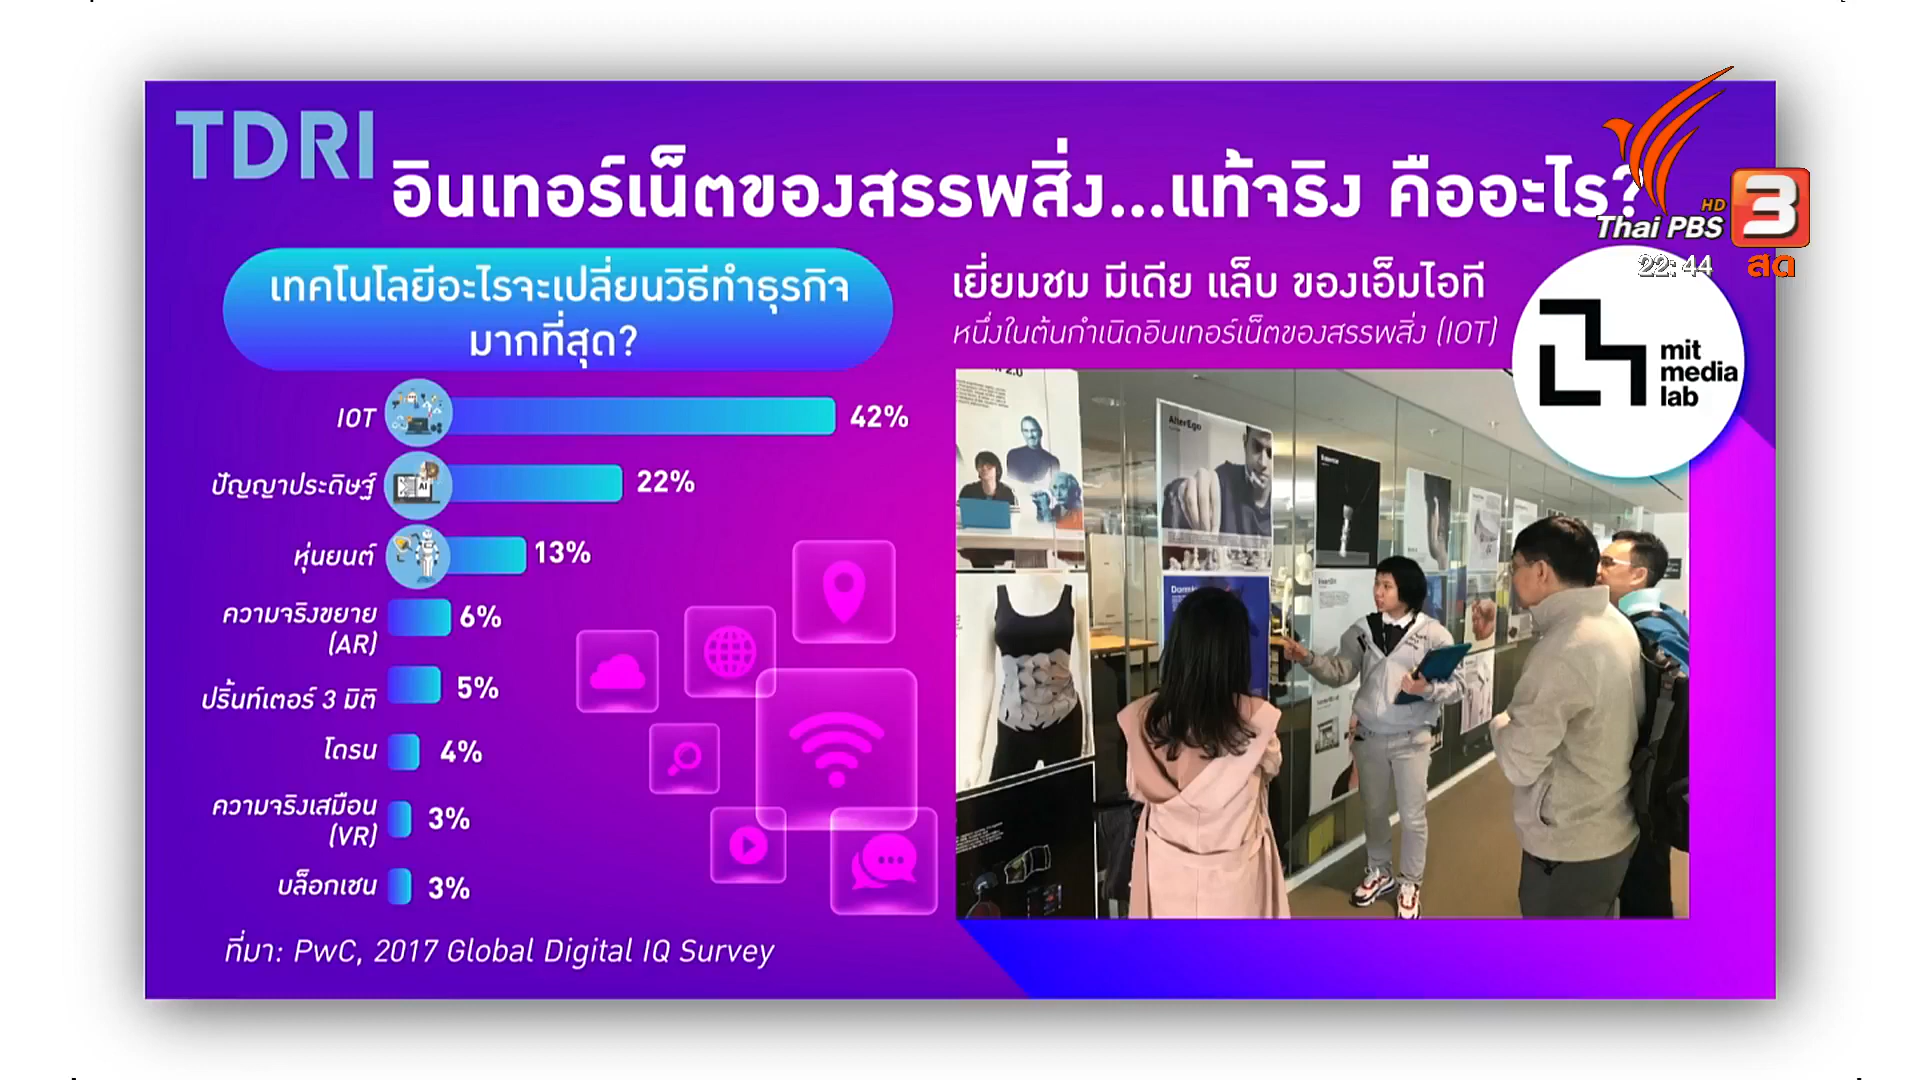 TDRI
อินเทอร์เน็ตของสรรพสิ่ง...แท้จริง คืออะไร?
HD
Thai PBS
3
22:44
สด
เทคโนโลยีอะไรจะเปลี่ยนวิธีทำธุรกิจ
มากที่สุด?
IOT
42%
ปัญญาประดิษฐ์
AI
22%
หุ่นยนต์
13%
ความจริงขยาย
(AR)
6%
ปริ้นท์เตอร์ 3 มิติ
5%
โดรน
4%
ความจริงเสมือน
(VR)
3%
บล็อกเชน
3%
ที่มา: PwC, 2017 Global Digital IQ Survey
เยี่ยมชม มีเดีย แล็บ ของเอ็มไอที
หนึ่งในต้นกำเนิดอินเทอร์เน็ตของสรรพสิ่ง (IOT)
mit
media
lab
2.0
AlterEgo